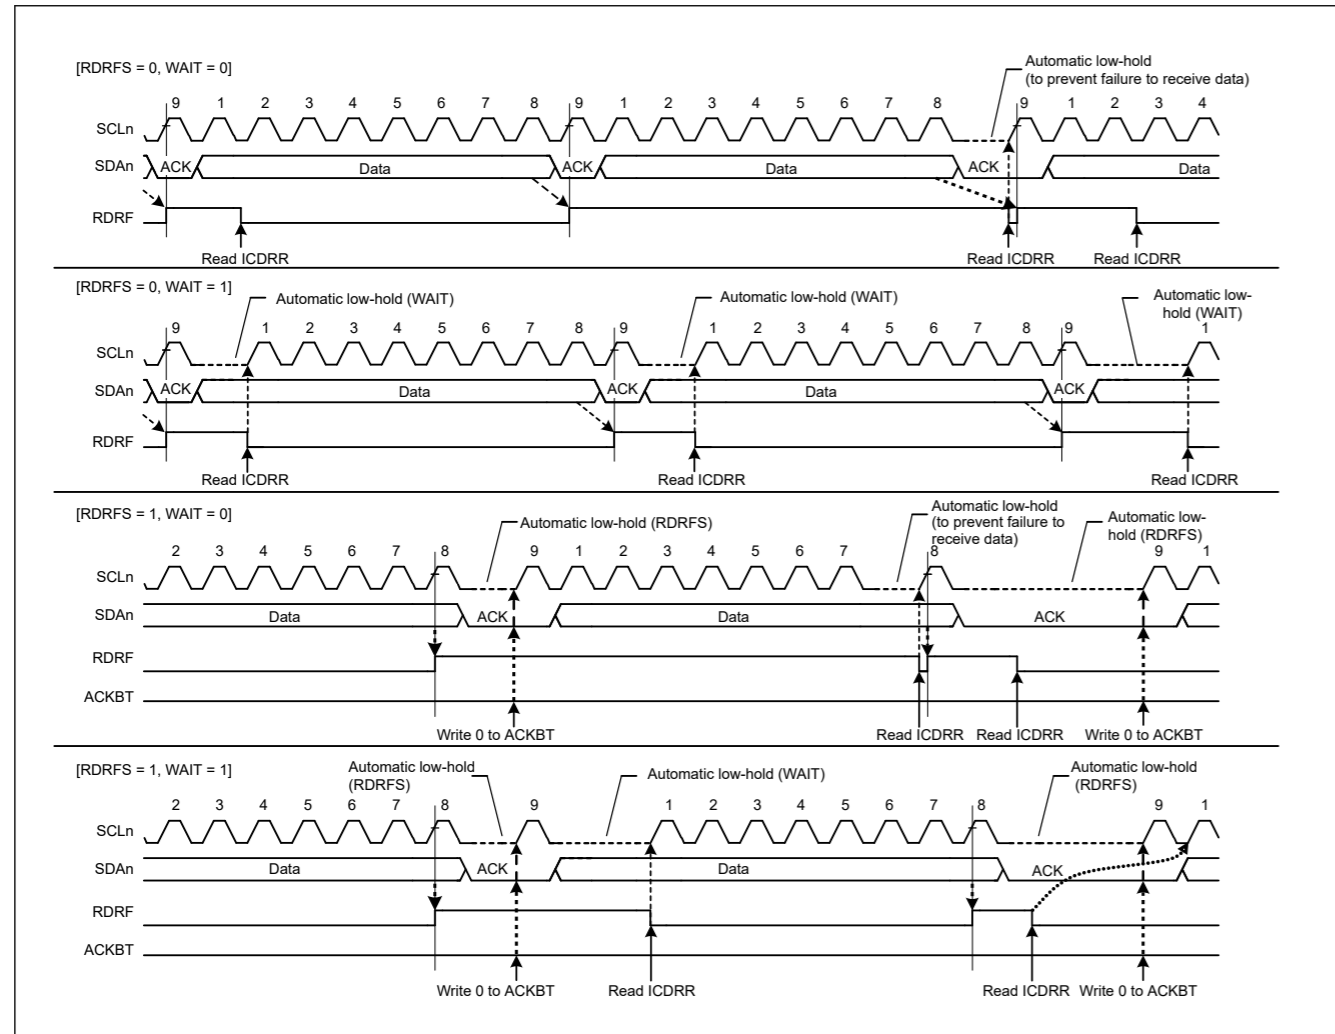 [RDRFS = 0, WAIT = 0]
Automatic low-hold
(to prevent failure to receive data)
9 1 2 3 4 5 6 7 8 9 1 2 3 4 5 6 7 8 9 1 2 3 4
SCLn
SDAn ACK Data ACK Data ACK Data
RDRF
Read ICDRR Read ICDRR Read ICDRR
[RDRFS = 0, WAIT = 1]
Automatic low-hold (WAIT) Automatic low-hold (WAIT) Automatic low-
hold (WAIT)
9 1 2 3 4 5 6 7 8 9 1 2 3 4 5 6 7 8 9 1
SCLn
SDAn ACK Data ACK Data ACK
RDRF
Read ICDRR Read ICDRR Read ICDRR
[RDRFS = 1, WAIT = 0]
Automatic low-hold (RDRFS)
Automatic low-hold
(to prevent failure to
receive data)
Automatic low-
hold (RDRFS)
2 3 4 5 6 7 8 9 1 2 3 4 5 6 7 8 9 1
SCLn
SDAn Data ACK Data ACK
RDRF
ACKBT
Write 0 to ACKBT Read ICDRR Read ICDRR Write 0 to ACKBT
[RDRFS = 1, WAIT = 1]
Automatic low-hold
(RDRFS)
Automatic low-hold (WAIT)
Automatic low-hold
(RDRFS)
2 3 4 5 6 7 8 9 1 2 3 4 5 6 7 8 9 1
SCLn
SDAn Data ACK Data ACK
RDRF
ACKBT
Write 0 to ACKBT Read ICDRR Read ICDRR Write 0 to ACKBT